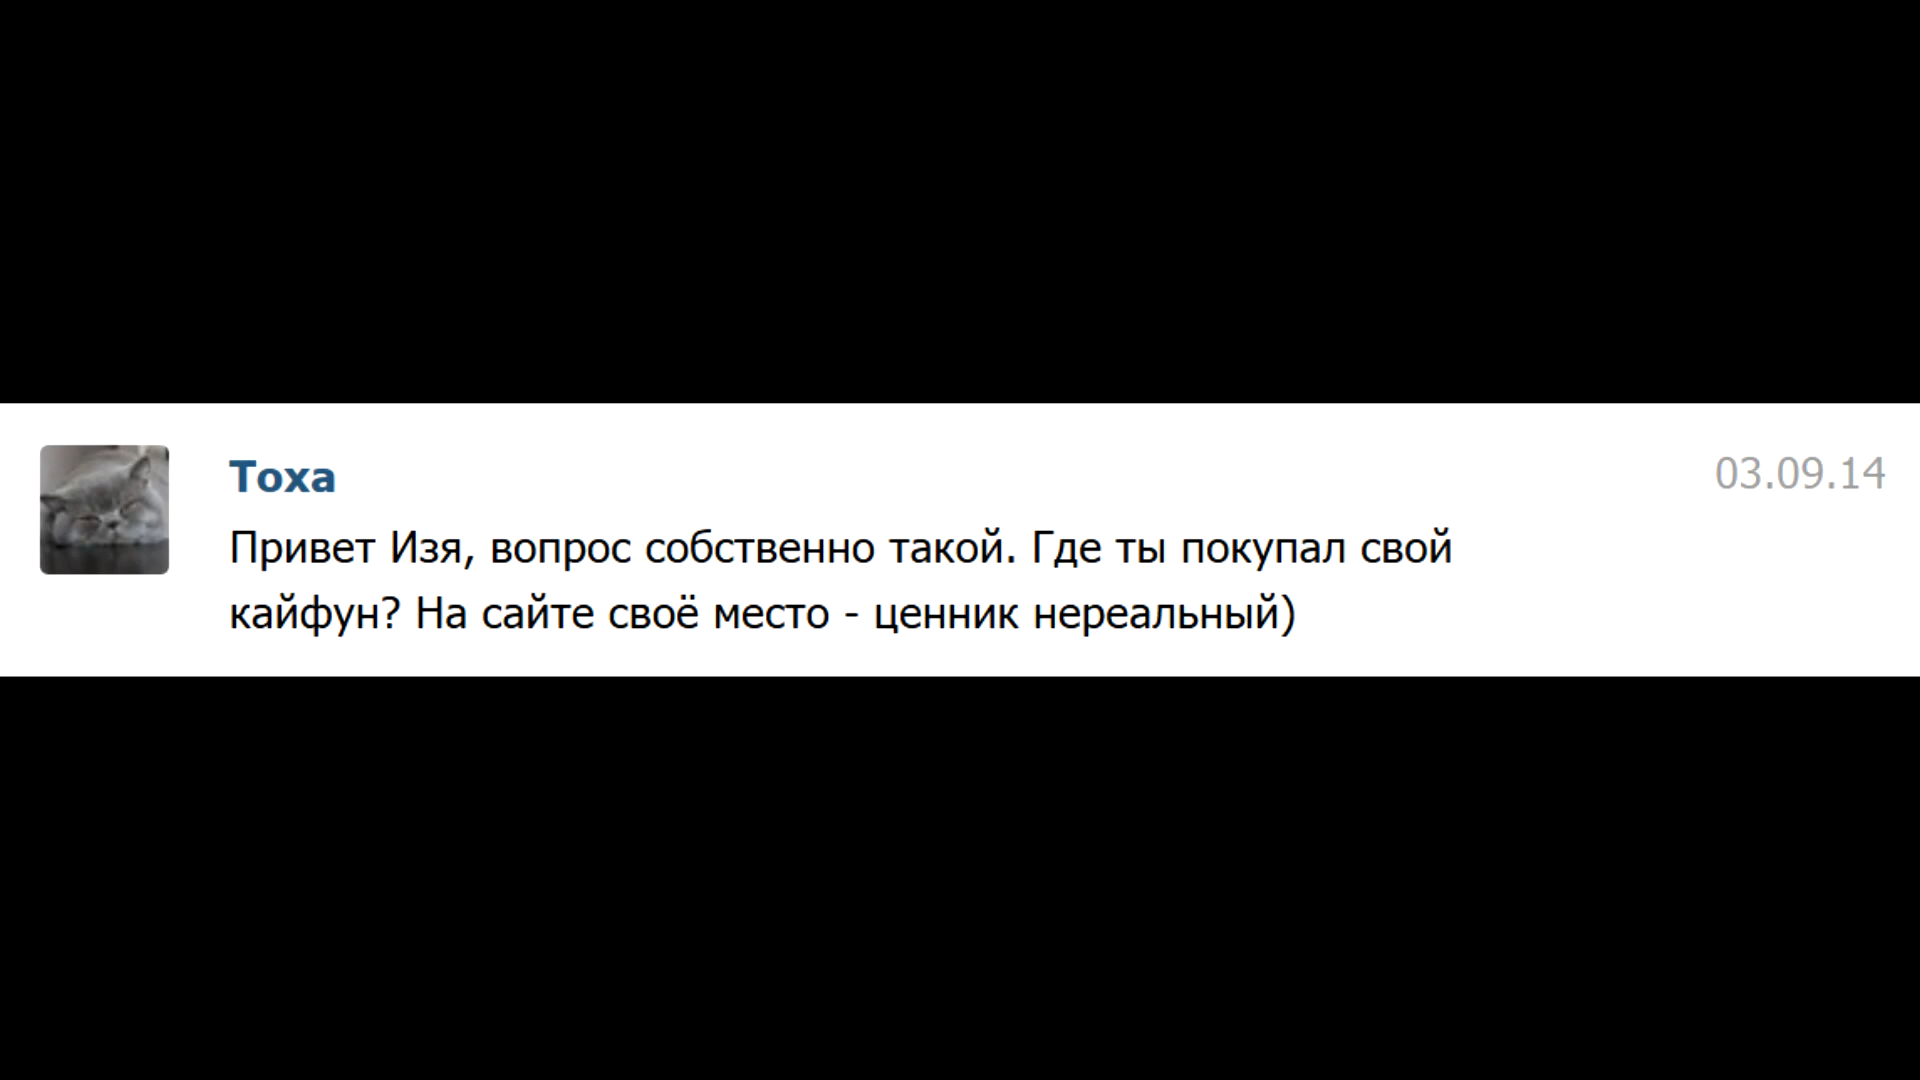 Тоха
03.09.14
Привет Изя, вопрос собственно такой. Где ты покупал свой
кайфун? На сайте своё место - ценник нереальный)